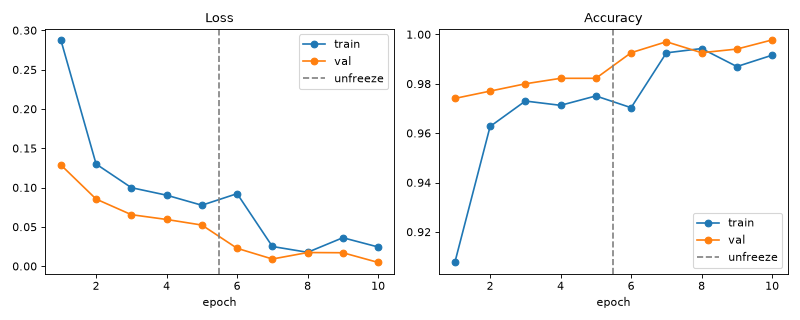 Loss
0.30
0.25
0.20
0.15
0.10
0.05
0.00
2
4
6
8
10
epoch
train
val
unfreeze
Accuracy
1.00
0.98
0.96
0.94
0.92
2
4
6
8
10
epoch
train
val
unfreeze